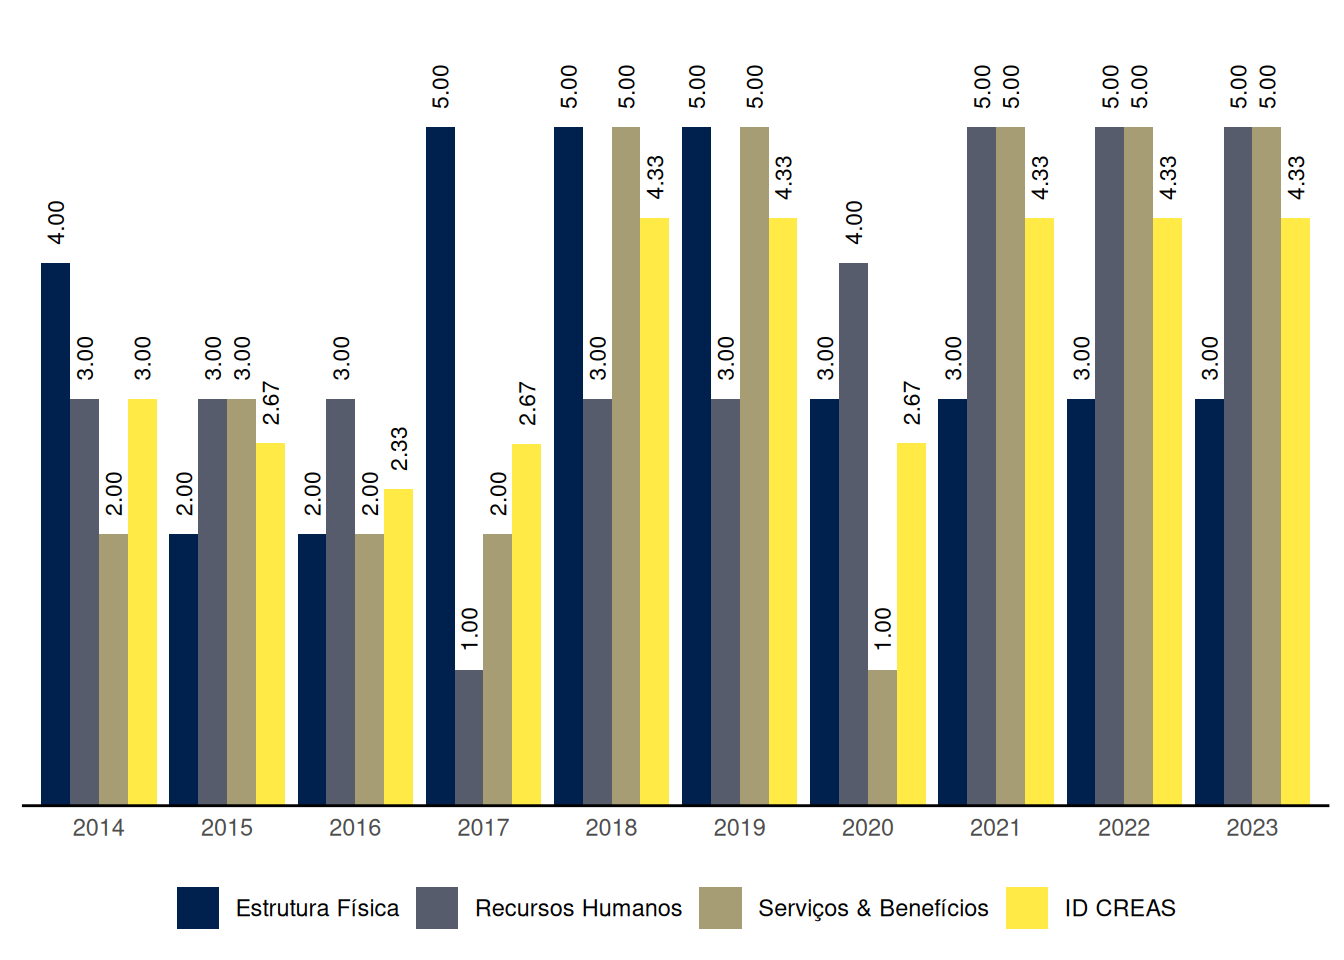 5.00 5.00 5.00 5.00 5.00 5.00 5.00 5.00 5.00 5.00 5.00
4.33 4.33 4.33 4.33 4.33
4.00 4.00
3.00 3.00 3.00 3.00 3.00 3.00 3.00 3.00 3.00 3.00 3.00
2.67 2.67 2.67
2.33
2.00 2.00 2.00 2.00 2.00
1.00 1.00
2014 2015 2016 2017 2018 2019 2020 2021 2022 2023
Estrutura Física Recursos Humanos Serviços & Benefícios ID CREAS